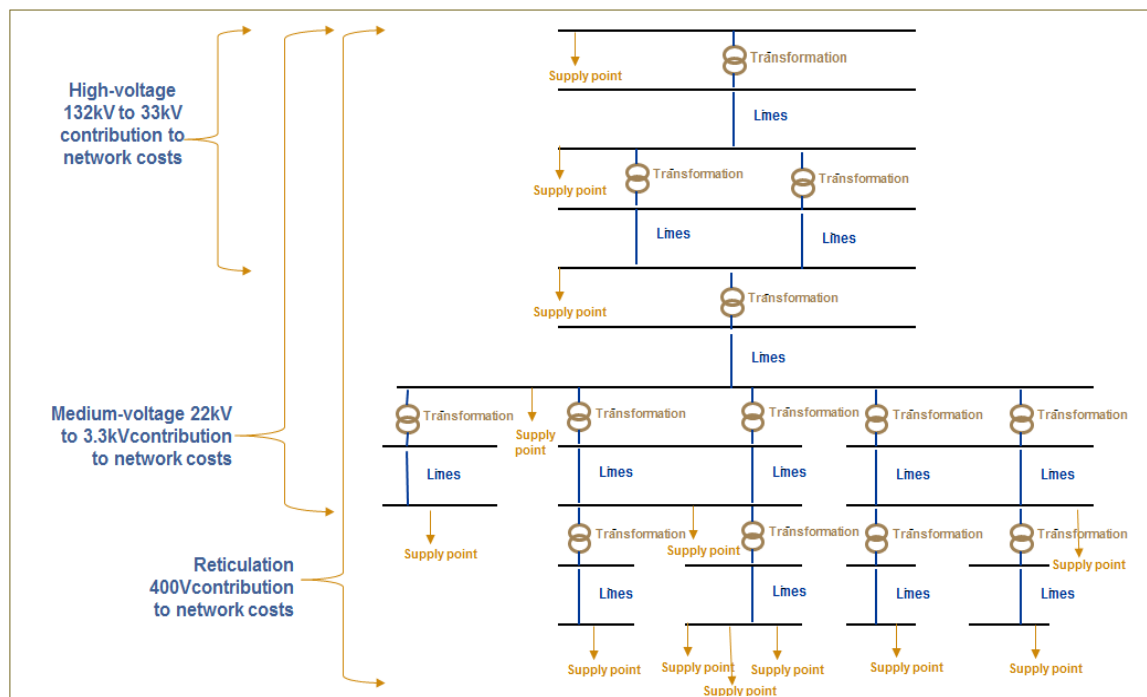 High-voltage
132kV to 33kV
contribution to
network costs
Medium-voltage 22kV
to 3.3kVcontribution
to network costs
Reticulation
400Vcontribution
to network costs
Transformation
Supply point
Lines
Transformation
Transformation
Supply point
Lines
Lines
Transformation
Supply point
Lines
Transformation
Supply
point
Transformation
Transformation
Transformation
Transformation
Lines
Lines
Lines
Lines
Lines
Supply point
Transformation
Supply point
Transformation
Transformation
Transformation
Supply point
Lines
Lines
Lines
Lines
Supply point
Supply point
Supply point
Supply point
Supply point
Supply point